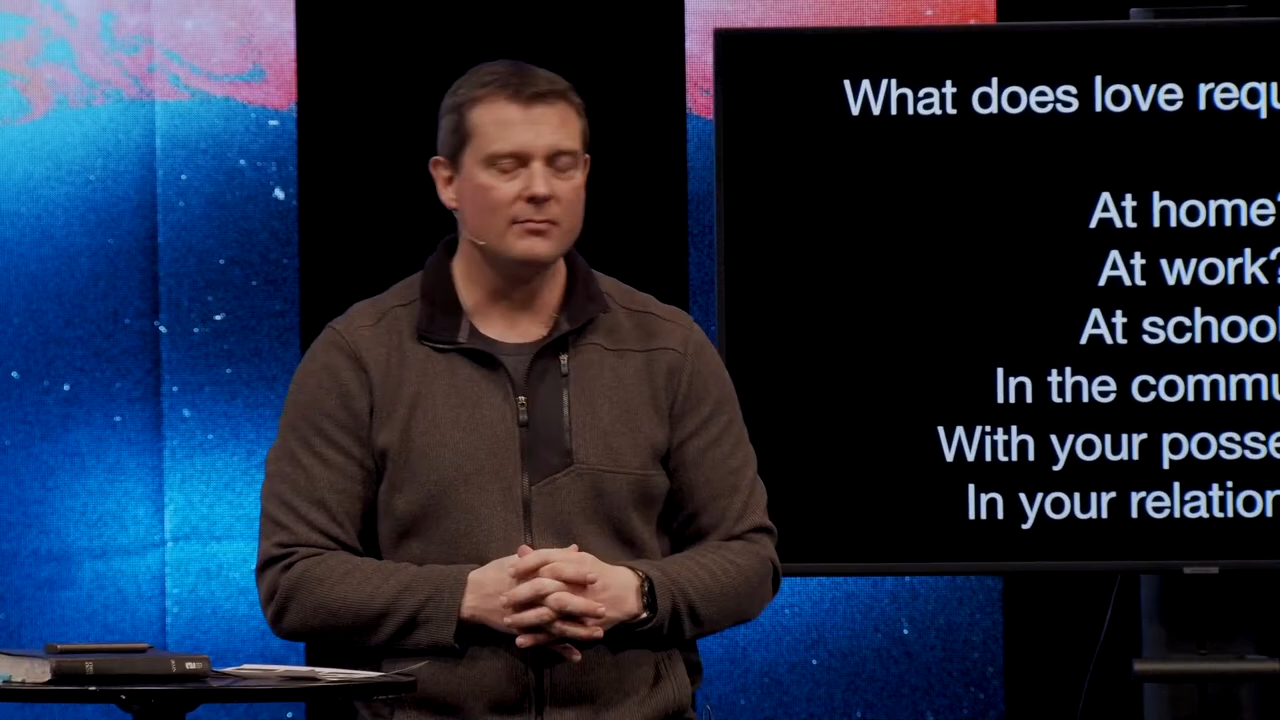 What does love requ
At home?
At work?
At school
In the commu
With your posse
In your relation